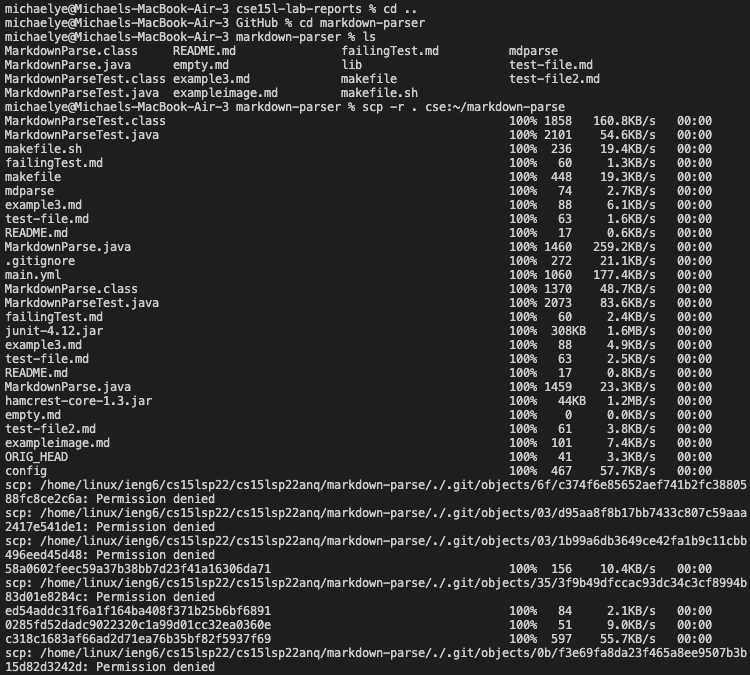 michaelye@Michaels-MacBook-Air-3 cse15l-lab-reports % cd ..
michaelye@Michaels-MacBook-Air-3 GitHub % cd markdown-parser
michaelye@Michaels-MacBook-Air-3 markdown-parser % ls
MarkdownParse.class README.md failingTest.md mdparse
MarkdownParse.java empty.md lib test-file.md
MarkdownParseTest.class example3.md makefile test-file2.md
MarkdownParseTest.java exampleimage.md makefile.sh
michaelye@Michaels-MacBook-Air-3 markdown-parser % scp -r . cse:~/markdown-parse
MarkdownParseTest.class 100% 1858 160.8KB/s 00:00
MarkdownParseTest.java 100% 2101 54.6KB/s 00:00
makefile.sh 100% 236 19.4KB/s 00:00
failingTest.md 100% 60 1.3KB/s 00:00
makefile 100% 448 19.3KB/s 00:00
mdparse 100% 74 2.7KB/s 00:00
example3.md 100% 88 6.1KB/s 00:00
test-file.md 100% 63 1.6KB/s 00:00
README.md 100% 17 0.6KB/s 00:00
MarkdownParse.java 100% 1460 259.2KB/s 00:00
.gitignore 100% 272 21.1KB/s 00:00
main.yml 100% 1060 177.4KB/s 00:00
MarkdownParse.class 100% 1370 48.7KB/s 00:00
MarkdownParseTest.java 100% 2073 83.6KB/s 00:00
failingTest.md 100% 60 2.4KB/s 00:00
junit-4.12.jar 100% 308KB 1.6MB/s 00:00
example3.md 100% 88 4.9KB/s 00:00
test-file.md 100% 63 2.5KB/s 00:00
README.md 100% 17 0.8KB/s 00:00
MarkdownParse.java 100% 1459 23.3KB/s 00:00
hamcrest-core-1.3.jar 100% 44KB 1.2MB/s 00:00
empty.md 100% 0 0.0KB/s 00:00
test-file2.md 100% 61 3.8KB/s 00:00
exampleimage.md 100% 101 7.4KB/s 00:00
ORIG_HEAD 100% 41 3.3KB/s 00:00
config 100% 467 57.7KB/s 00:00
scp: /home/linux/ieng6/cs15lsp22/cs15lsp22anq/markdown-parse/./.git/objects/6f/c374f6e85652aef741b2fc38805
88fc8ce2c6a: Permission denied
scp: /home/linux/ieng6/cs15lsp22/cs15lsp22anq/markdown-parse/./.git/objects/03/d95aa8f8b17bb7433c807c59aaa
2417e541de1: Permission denied
scp: /home/linux/ieng6/cs15lsp22/cs15lsp22anq/markdown-parse/./.git/objects/03/1b99a6db3649ce42fa1b9c11cbb
496eed45d48: Permission denied
58a0602feec59a37b38bb7d23f41a16306da71 100% 156 10.4KB/s 00:00
scp: /home/linux/ieng6/cs15lsp22/cs15lsp22anq/markdown-parse/./.git/objects/35/3f9b49dfccac93dc34c3cf8994b
83d01e8284c: Permission denied
ed54addc31f6a1f164ba408f371b25b6bf6891 100% 84 2.1KB/s 00:00
0285fd52dadc9022320c1a99d01cc32ea0360e 100% 51 9.0KB/s 00:00
c318c1683af66ad2d71ea76b35bf82f5937f69 100% 597 55.7KB/s 00:00
scp: /home/linux/ieng6/cs15lsp22/cs15lsp22anq/markdown-parse/./.git/objects/0b/f3e69fa8da23f465a8ee9507b3b
15d82d3242d: Permission denied